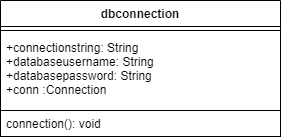 dbconnection
+connectionstring: String
+databaseusername: String
+databasepassword: String
+conn :Connection
connection(): void